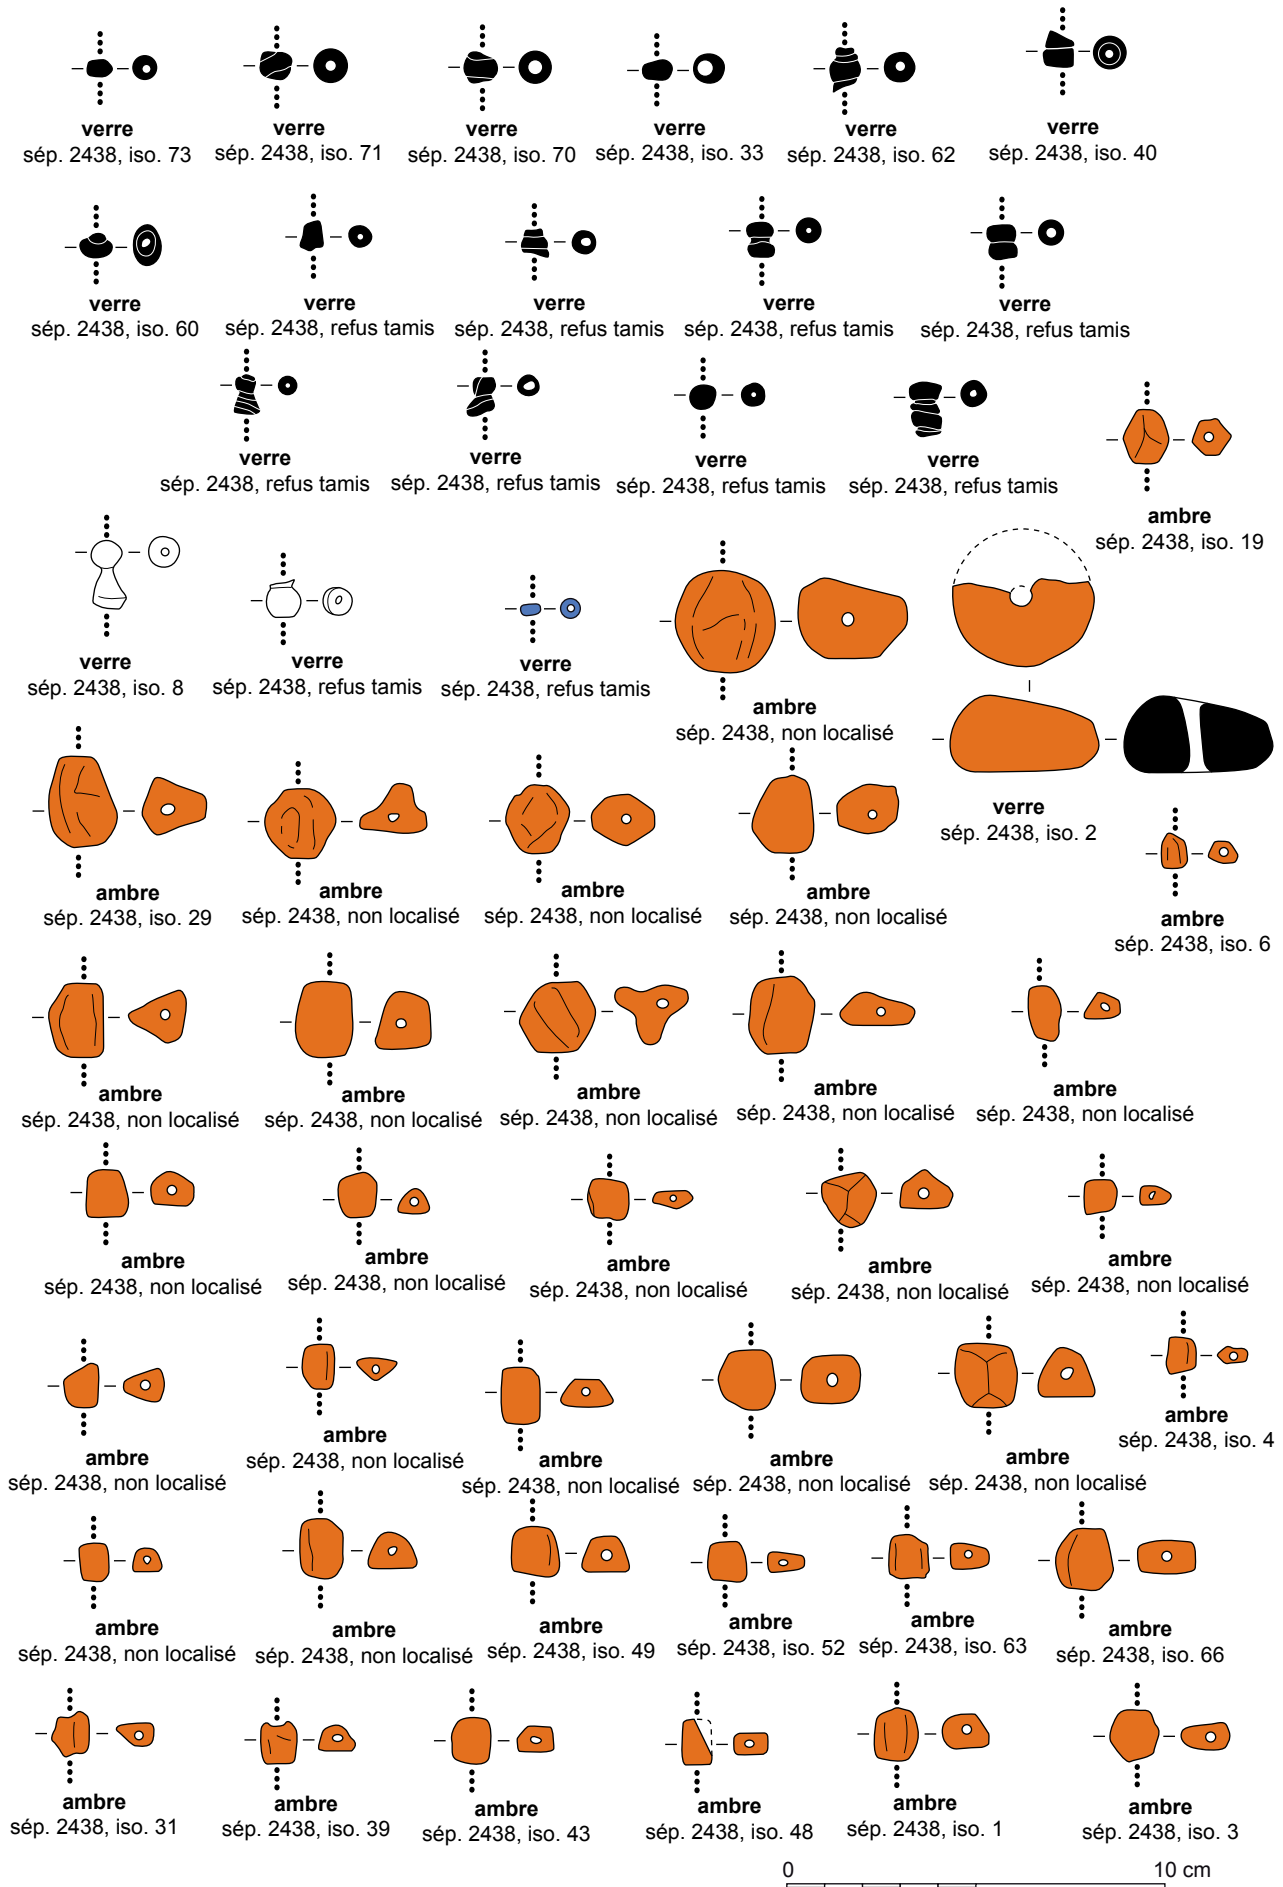 verre
sép. 2438, iso. 73
verre
sép. 2438, iso. 71
verre
sép. 2438, iso. 70
verre
sép. 2438, iso. 33
verre
sép. 2438, iso. 62
verre
sép. 2438, iso. 40
verre
sép. 2438, iso. 60
verre
sép. 2438, refus tamis
verre
sép. 2438, refus tamis
verre
sép. 2438, refus tamis
verre
sép. 2438, refus tamis
verre
sép. 2438, refus tamis
verre
sép. 2438, refus tamis
verre
sép. 2438, refus tamis
verre
sép. 2438, refus tamis
ambre
sép. 2438, iso. 19
verre
sép. 2438, iso. 8
verre
sép. 2438, refus tamis
verre
sép. 2438, refus tamis
ambre
sép. 2438, non localisé
verre
sép. 2438, iso. 2
ambre
sép. 2438, iso. 29
ambre
sép. 2438, non localisé
ambre
sép. 2438, non localisé
ambre
sép. 2438, non localisé
ambre
sép. 2438, iso. 6
ambre
sép. 2438, non localisé
ambre
sép. 2438, non localisé
ambre
sép. 2438, non localisé
ambre
sép. 2438, non localisé
ambre
sép. 2438, non localisé
ambre
sép. 2438, non localisé
ambre
sép. 2438, non localisé
ambre
sép. 2438, non localisé
ambre
sép. 2438, non localisé
ambre
sép. 2438, non localisé
ambre
sép. 2438, non localisé
ambre
sép. 2438, non localisé
ambre
sép. 2438, non localisé
ambre
sép. 2438, non localisé
ambre
sép. 2438, non localisé
ambre
sép. 2438, iso. 4
ambre
sép. 2438, non localisé
ambre
sép. 2438, non localisé
ambre
sép. 2438, iso. 49
ambre
sép. 2438, iso. 52
ambre
sép. 2438, iso. 63
ambre
sép. 2438, iso. 66
ambre
sép. 2438, iso. 31
ambre
sép. 2438, iso. 39
ambre
sép. 2438, iso. 43
ambre
sép. 2438, iso. 48
ambre
sép. 2438, iso. 1
ambre
sép. 2438, iso. 3
0 10 cm